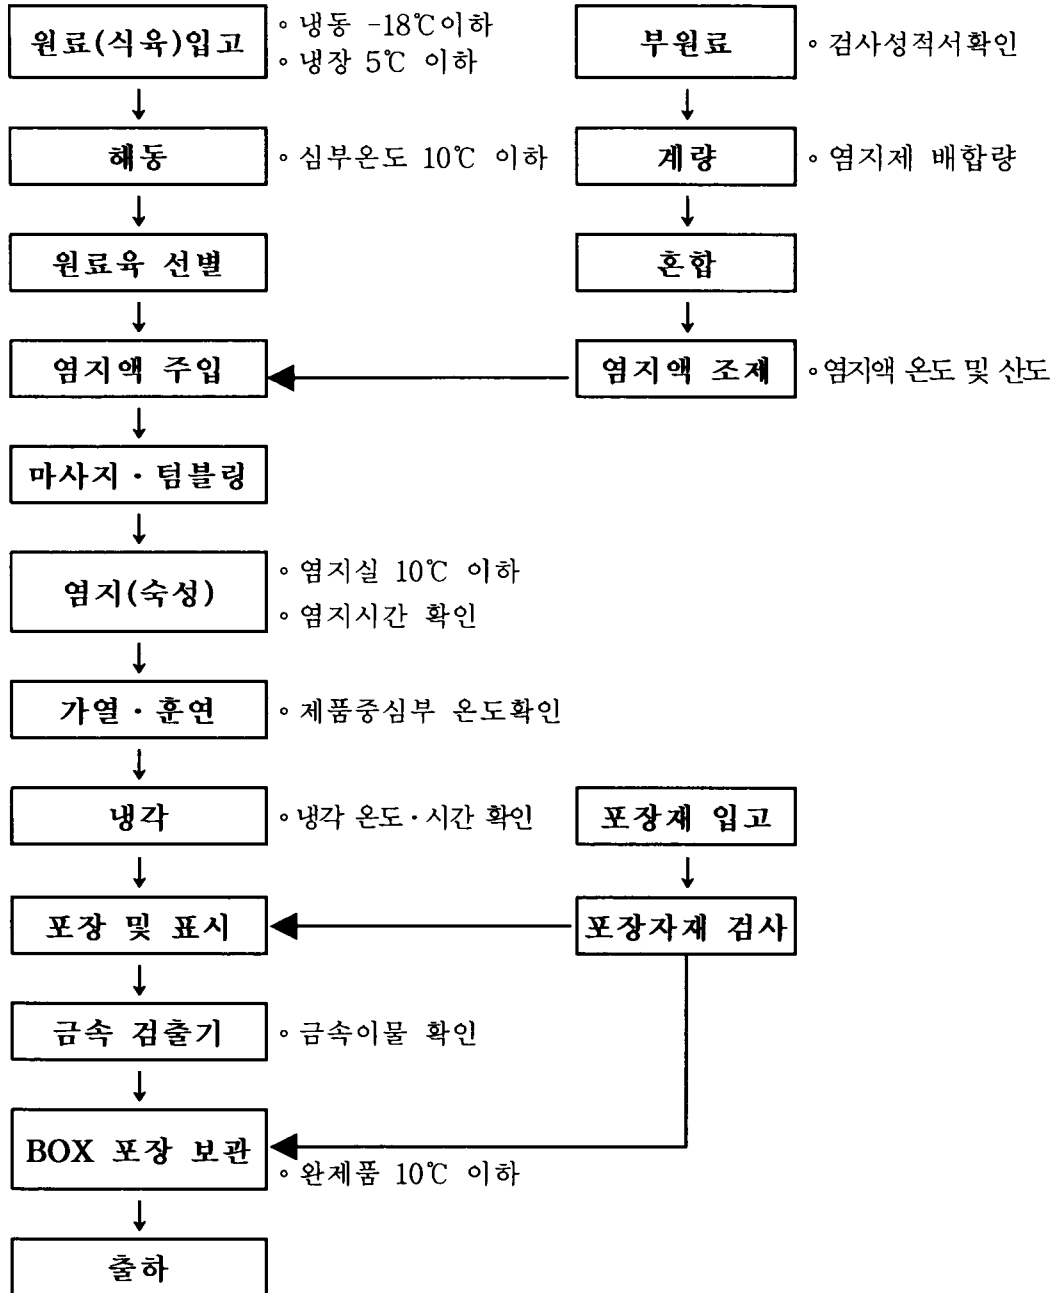 원료(식육)입고
◦ 냉동 -18℃이하
◦ 냉장 5℃ 이하
부원료
◦ 검사성적서확인
해동
◦ 심부온도 10℃ 이하
계량
◦ 염지제 배합량
원료육 선별
혼합
염지액 주입
염지액 조제
◦염지액 온도 및 산도
마사지·텀블링
염지(숙성)
◦ 염지실 10℃ 이하
◦ 염지시간 확인
가열·훈연
◦ 제품중심부 온도확인
냉각
◦냉각 온도·시간 확인
포장재 입고
포장 및 표시
포장자재 검사
금속 검출기
◦ 금속이물 확인
BOX 포장 보관
◦ 완제품 10℃ 이하
출하